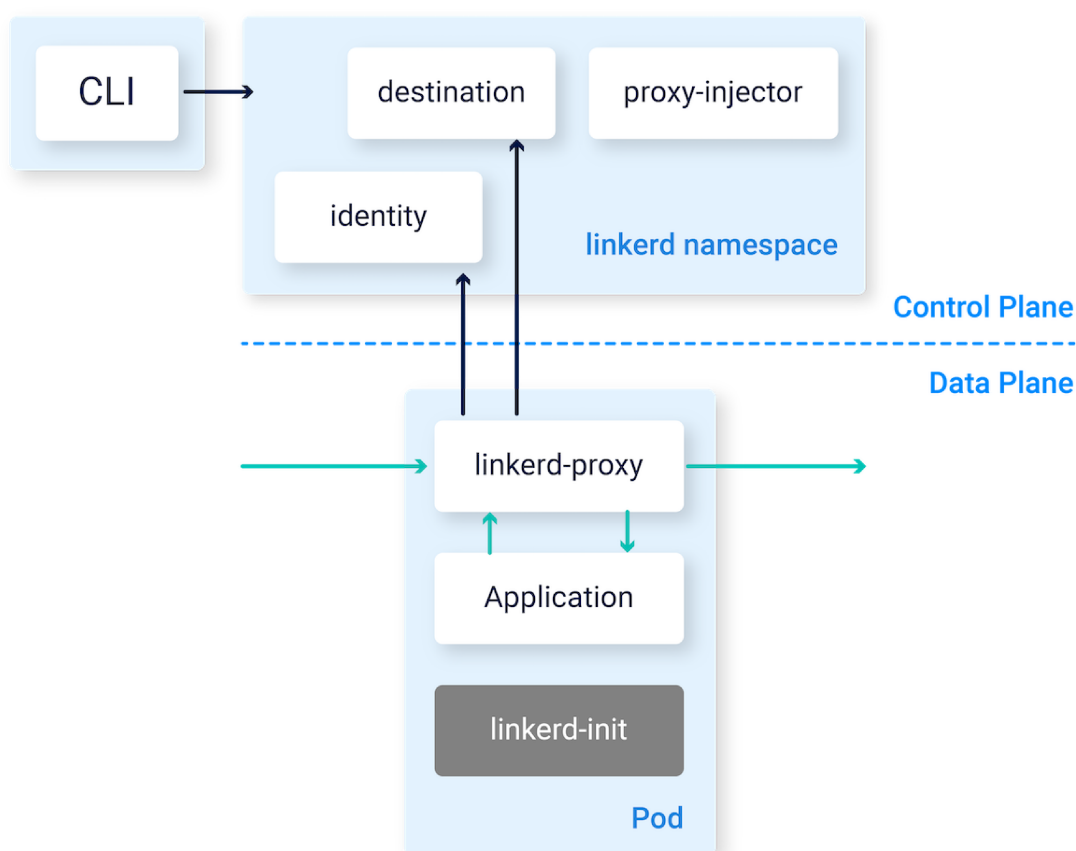 CLI
destination
proxy-injector
identity
linkerd namespace
Control Plane
Data Plane
linkerd-proxy
Application
linkerd-init
Pod